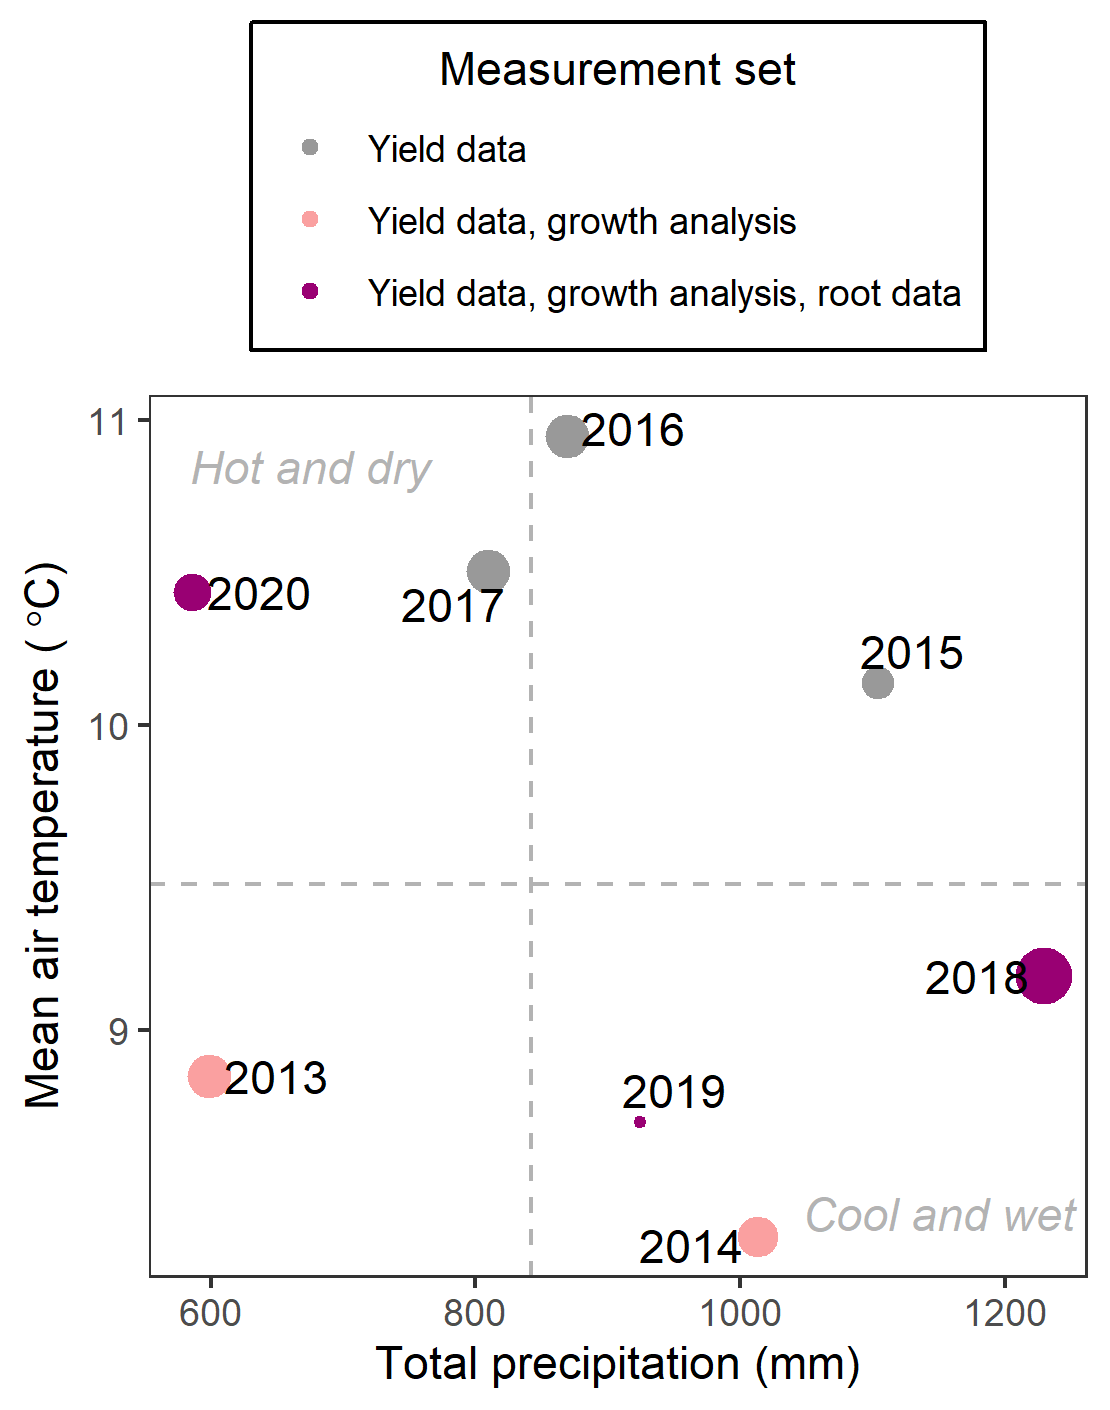 Measurement set
Yield data
Yield data, growth analysis
Yield data, growth analysis, root data
11
10
9
Mean air temperature ( °C)
Hot and dry
2016
2020
2017
2015
2018
2013
2019
2014
Cool and wet
600
800
1000
1200
Total precipitation (mm)